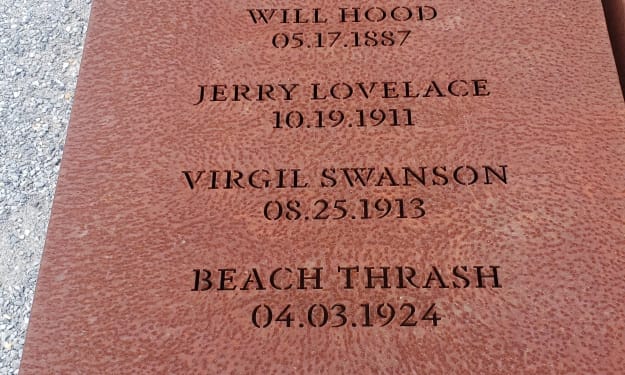 WILL HOOD
05.17.1887
JERRY LOVELACE
10.19.1911
VIRGIL SWANSON
08.25.1913
BEACH THRASH
04.03.1924